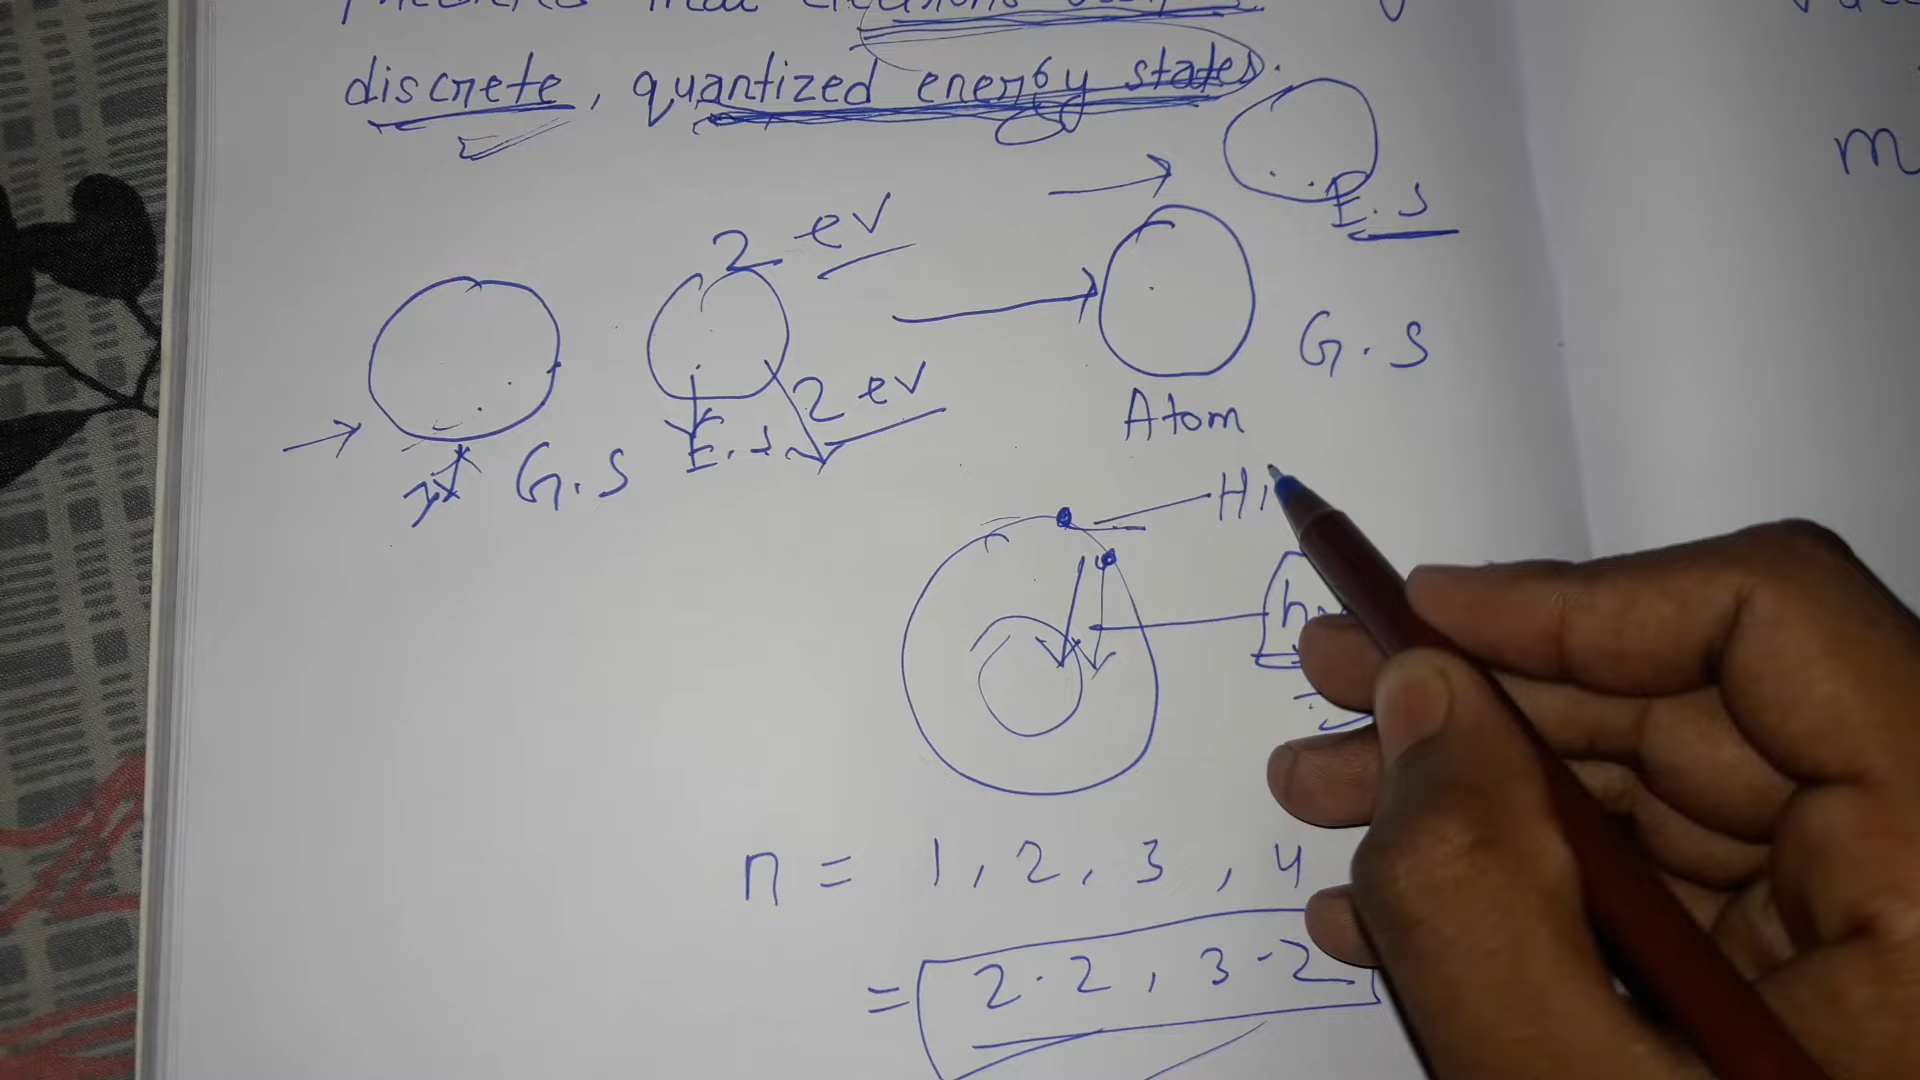 discrete, quantized energy states.
E.S
2 ev
G.S
2 ev
E.s
G.S
Atom
Hi
n = 1, 2, 3, 4
= 2.2, 3.2